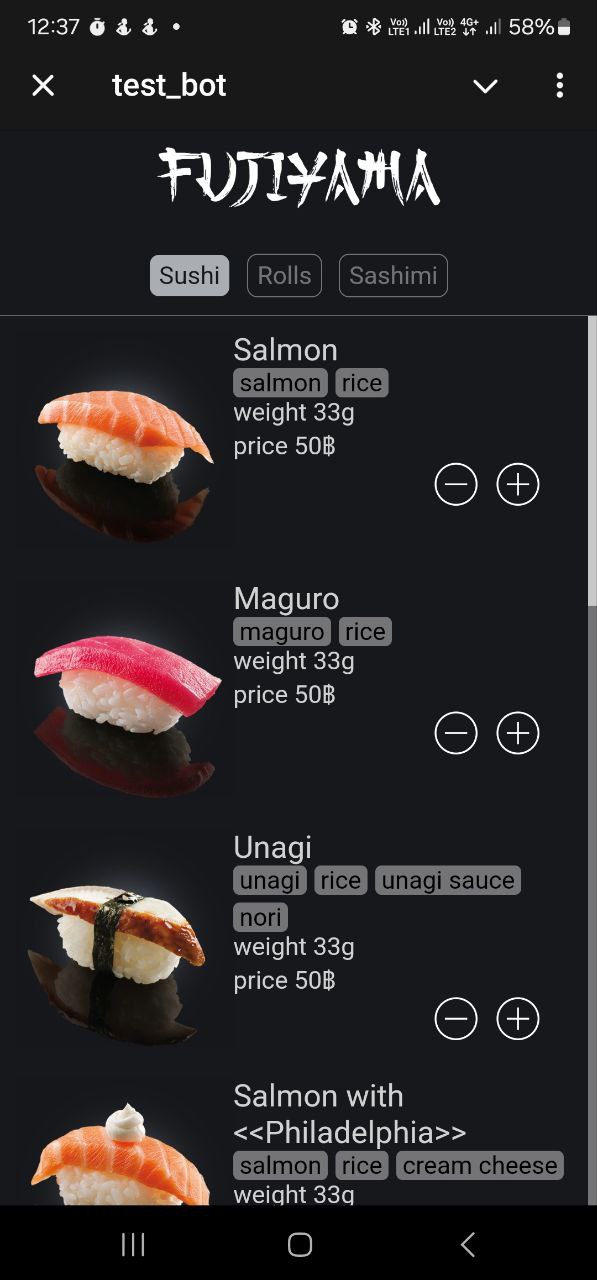 12:37 Vo)) LTE1 Vo)) LTE2 4G+ 58%
test_bot
FUJIYAMA
Sushi Rolls Sashimi
Salmon
salmon rice
weight 33g
price 50฿
Maguro
maguro rice
weight 33g
price 50฿
Unagi
unagi rice unagi sauce
nori
weight 33g
price 50฿
Salmon with
<<Philadelphia>>
salmon rice cream cheese
weight 33g